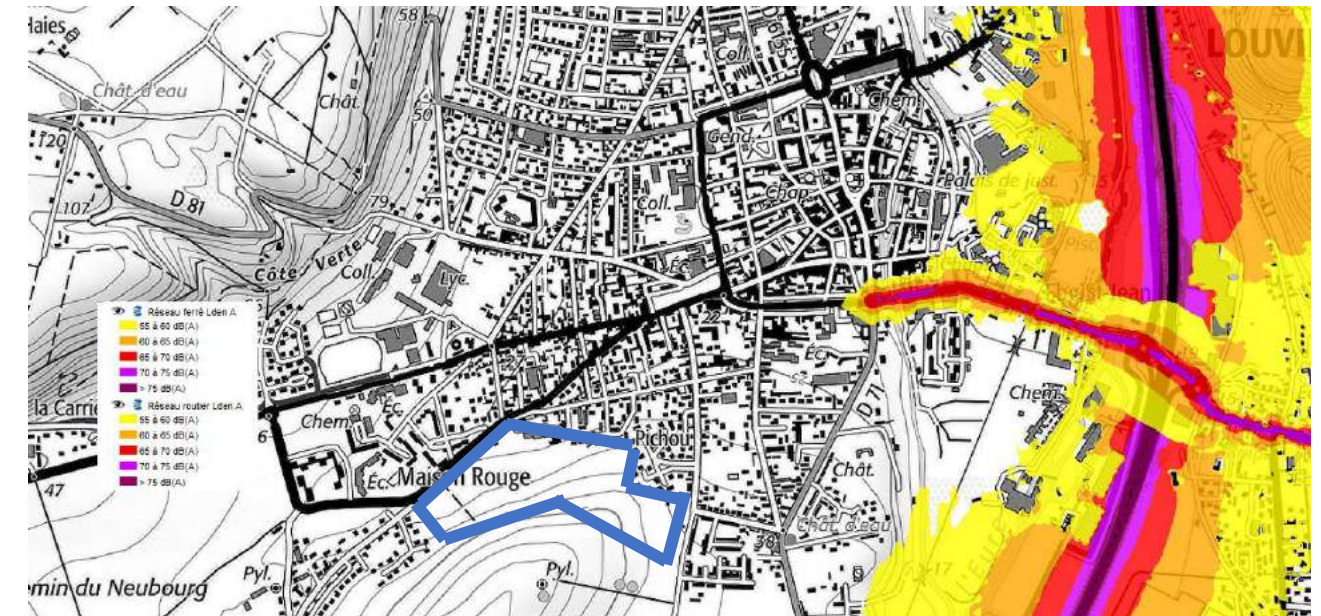 Haies
58
Coll.
LOUVI
Chât. d'eau
Chât.
50
Chem.
120
Gend.
Palais de just.
107
D 81
79
Coll.
Chap.
Côte Verte
Coll.
Lyc.
Éc.
22
Réseau ferré Lden A
55 à 60 dB(A)
60 à 65 dB(A)
65 à 70 dB(A)
70 à 75 dB(A)
> 75 dB(A)
Réseau routier Lden A
55 à 60 dB(A)
60 à 65 dB(A)
65 à 70 dB(A)
70 à 75 dB(A)
> 75 dB(A)
la Carriè
Éc.
D 71
Chem.
Éc.
Chem.
Pichou
47
Éc.
Maison Rouge
Chât.
Chât. d'eau
38
17
Pyl.
Pyl.
emin du Neubourg